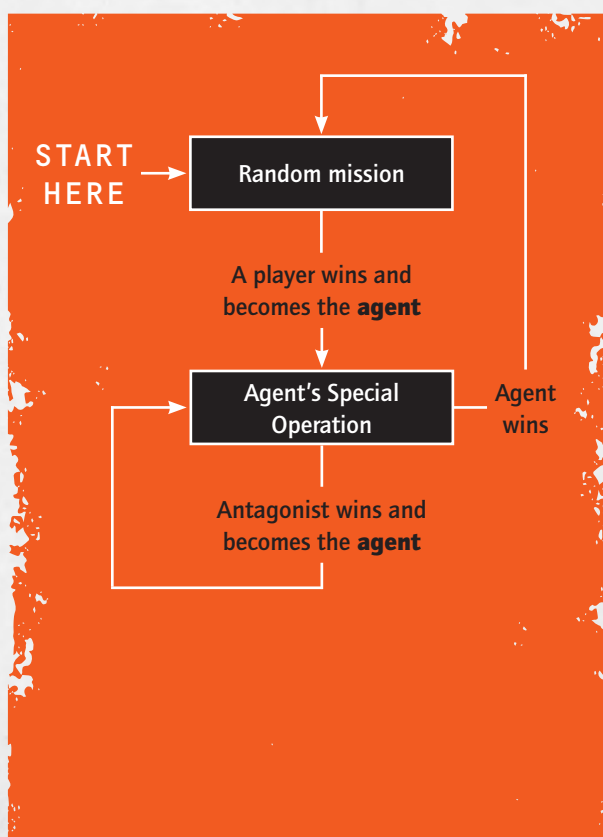 START
HERE
Random mission
A player wins and
becomes the agent
Agent’s Special
Operation
Agent
wins
Antagonist wins and
becomes the agent